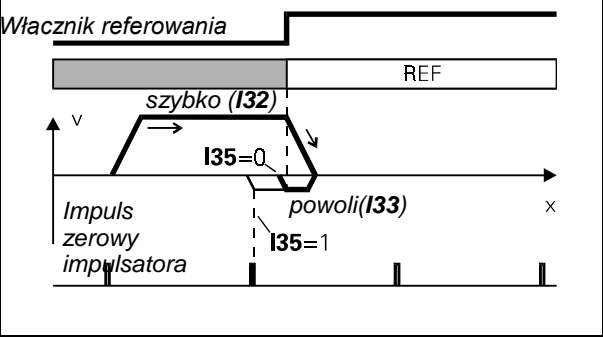 Włacznik referowania
REF
szybko (I32)
v
I35=0
powoli(I33)
x
Impuls
zerowy
impulsatora
I35=1